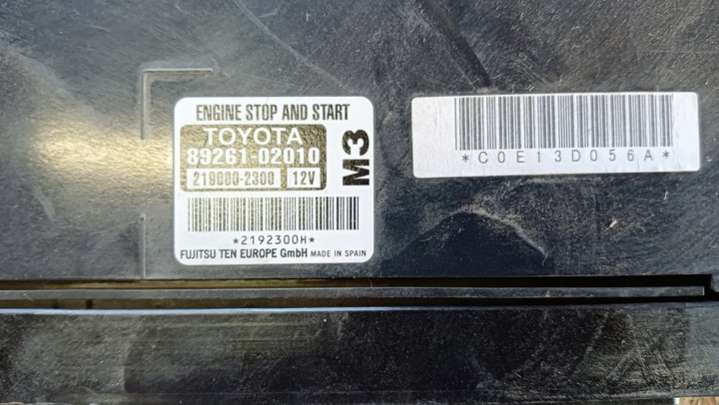 ENGINE STOP AND START
TOYOTA
89261-02010
219000-2300 12V
M3
*2192300H*
FUJITSU TEN EUROPE GmbH MADE IN SPAIN
*C0E13D056A*